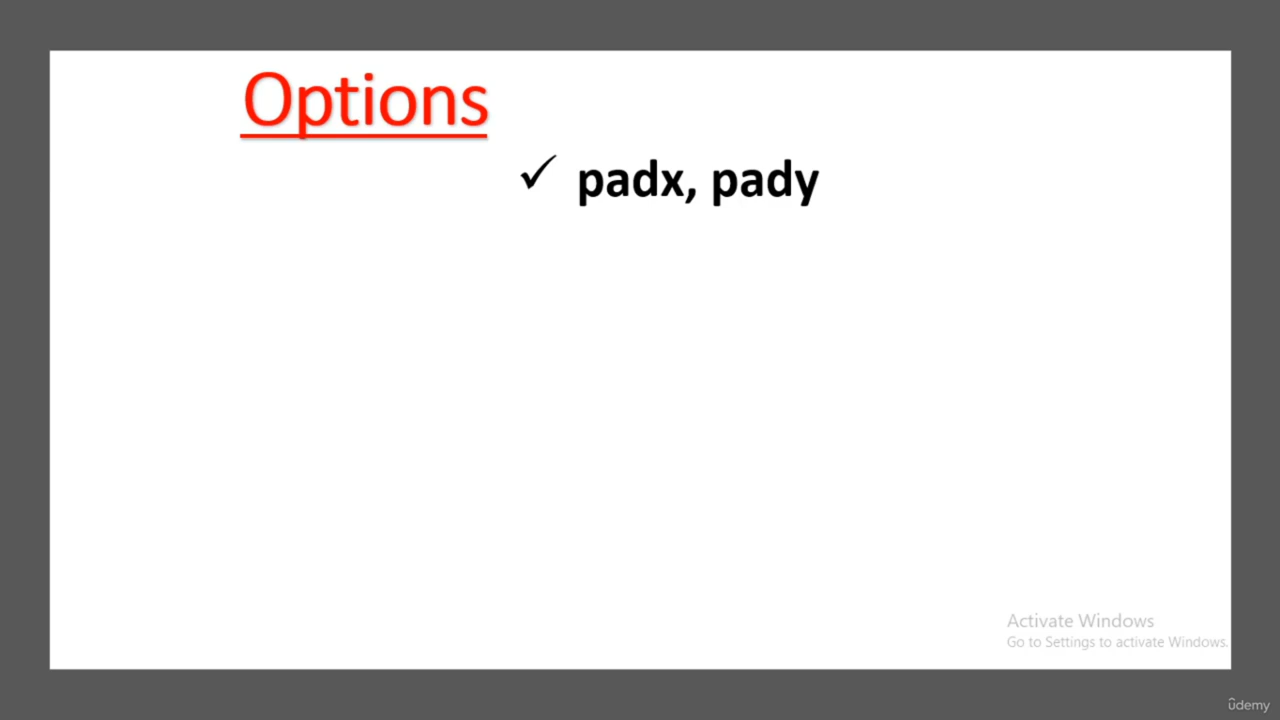 Options
✓ padx, pady
Activate Windows
Go to Settings to activate Windows.
ûdemy